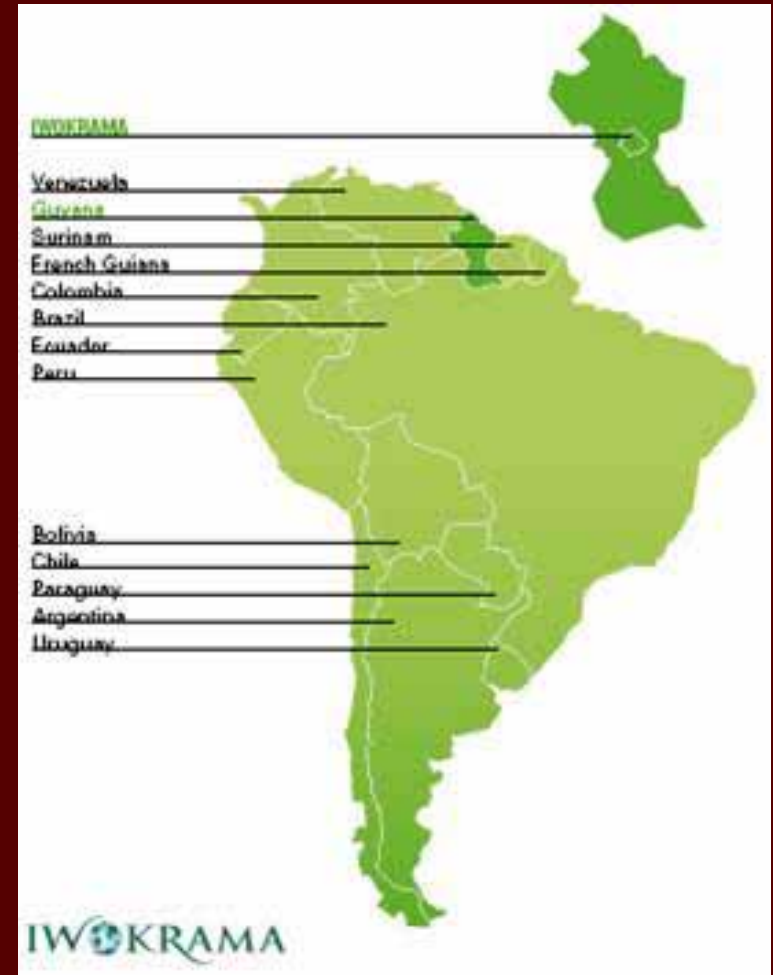 IWOKRAMA
Venezuela
Guyana
Surinam
French Guiana
Colombia
Brazil
Ecuador
Peru
Bolivia
Chile
Paraguay
Argentina
Uruguay
IWOKRAMA